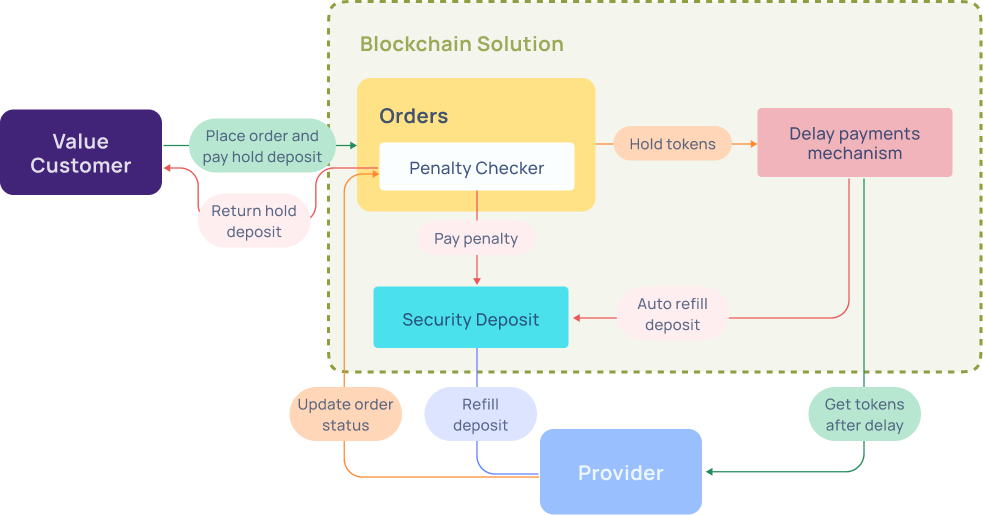 Blockchain Solution
Orders
Value
Customer
Place order and
pay hold deposit
Hold tokens
Delay payments
mechanism
Penalty Checker
Return hold
deposit
Pay penalty
Security Deposit
Auto refill
deposit
Update order
status
Refill
deposit
Get tokens
after delay
Provider